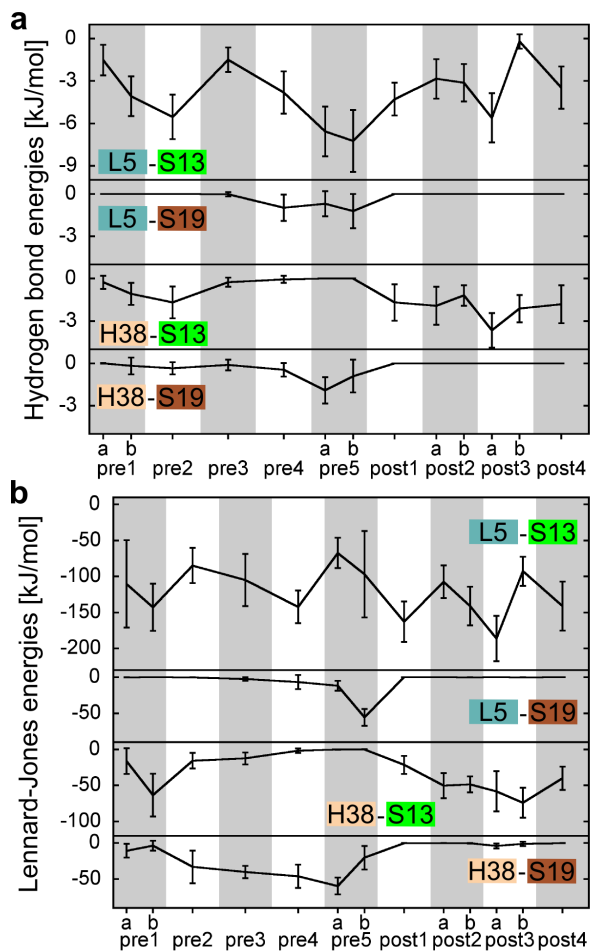 a
Hydrogen bond energies [kJ/mol]
0
-3
-6
-9
L5-S13
0
-3
L5-S19
0
-3
H38-S13
0
-3
H38-S19
a b a b a b a b
pre1 pre2 pre3 pre4 pre5 post1 post2 post3 post4
b
Lennard-Jones energies [kJ/mol]
0
-50
-100
-150
-200
L5-S13
0
-50
L5-S19
0
-50
-100
H38-S13
0
-50
H38-S19
a b a b a b a b
pre1 pre2 pre3 pre4 pre5 post1 post2 post3 post4